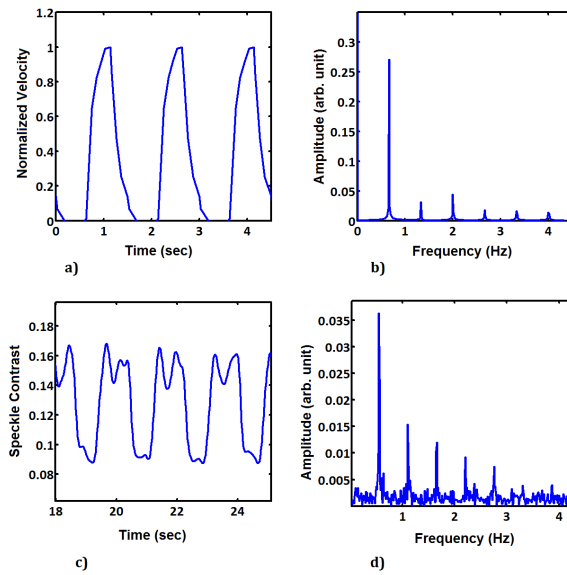 Normalized Velocity
1.2
1
0.8
0.6
0.4
0.2
0
0 1 2 3 4
Time (sec)
a)
Amplitude (arb. unit)
0.3
0.25
0.2
0.15
0.1
0.05
0
0 1 2 3 4
Frequency (Hz)
b)
Speckle Contrast
0.18
0.16
0.14
0.12
0.1
0.08
18 20 22 24
Time (sec)
c)
Amplitude (arb. unit)
0.035
0.03
0.025
0.02
0.015
0.01
0.005
1 2 3 4
Frequency (Hz)
d)